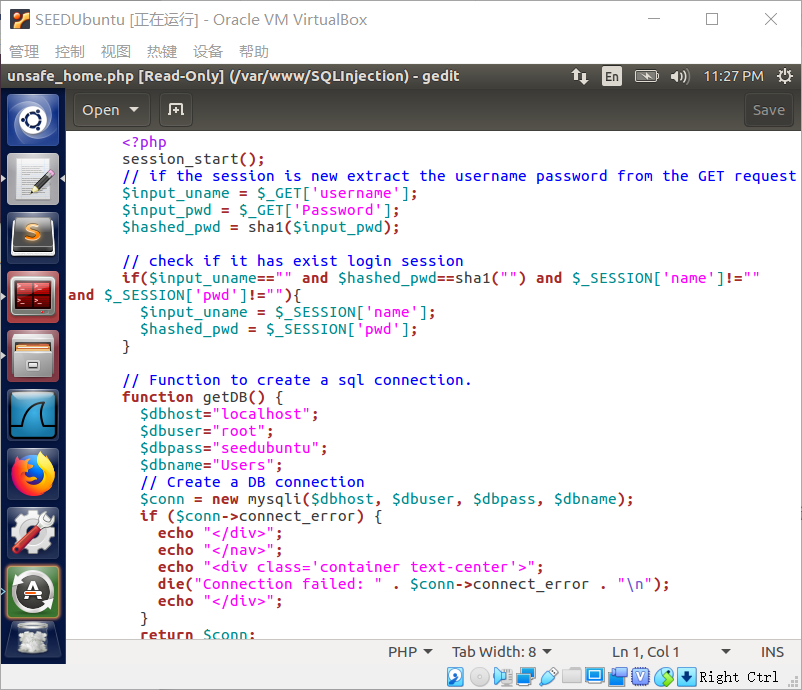 SEEDUbuntu [正在运行] - Oracle VM VirtualBox
管理 控制 视图 热键 设备 帮助
unsafe_home.php [Read-Only] (/var/www/SQLInjection) - gedit En 11:27 PM
Open Save
<?php
session_start();
// if the session is new extract the username password from the GET request
$input_uname = $_GET['username'];
$input_pwd = $_GET['Password'];
$hashed_pwd = sha1($input_pwd);
// check if it has exist login session
if($input_uname=="" and $hashed_pwd==sha1("") and $_SESSION['name']!=""
and $_SESSION['pwd']!=""){
$input_uname = $_SESSION['name'];
$hashed_pwd = $_SESSION['pwd'];
}
// Function to create a sql connection.
function getDB() {
$dbhost="localhost";
$dbuser="root";
$dbpass="seedubuntu";
$dbname="Users";
// Create a DB connection
$conn = new mysqli($dbhost, $dbuser, $dbpass, $dbname);
if ($conn->connect_error) {
echo "</div>";
echo "</nav>";
echo "<div class='container text-center'>";
die("Connection failed: " . $conn->connect_error . "\n");
echo "</div>";
}
return $conn;
PHP Tab Width: 8 Ln 1, Col 1 INS
Right Ctrl